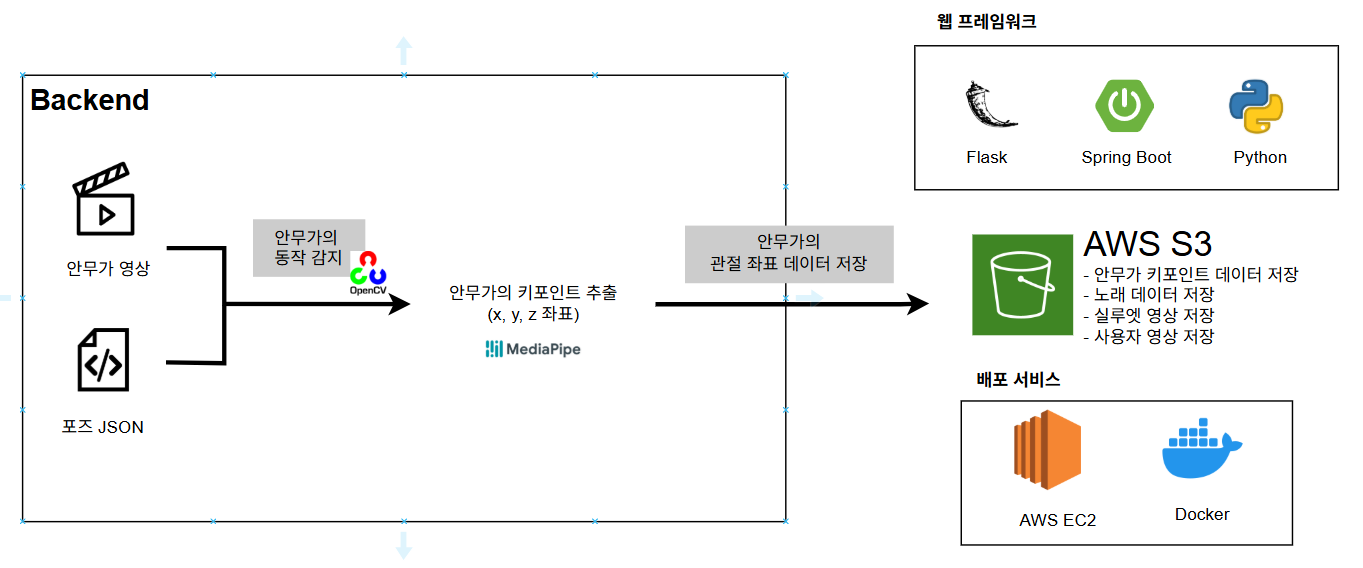 웹 프레임워크
Backend
Flask
Spring Boot
Python
안무가 영상
안무가의
동작 감지
OpenCV
안무가의 키포인트 추출
(x, y, z 좌표)
MediaPipe
안무가의
관절 좌표 데이터 저장
AWS S3
- 안무가 키포인트 데이터 저장
- 노래 데이터 저장
- 실루엣 영상 저장
- 사용자 영상 저장
포즈 JSON
배포 서비스
AWS EC2
Docker